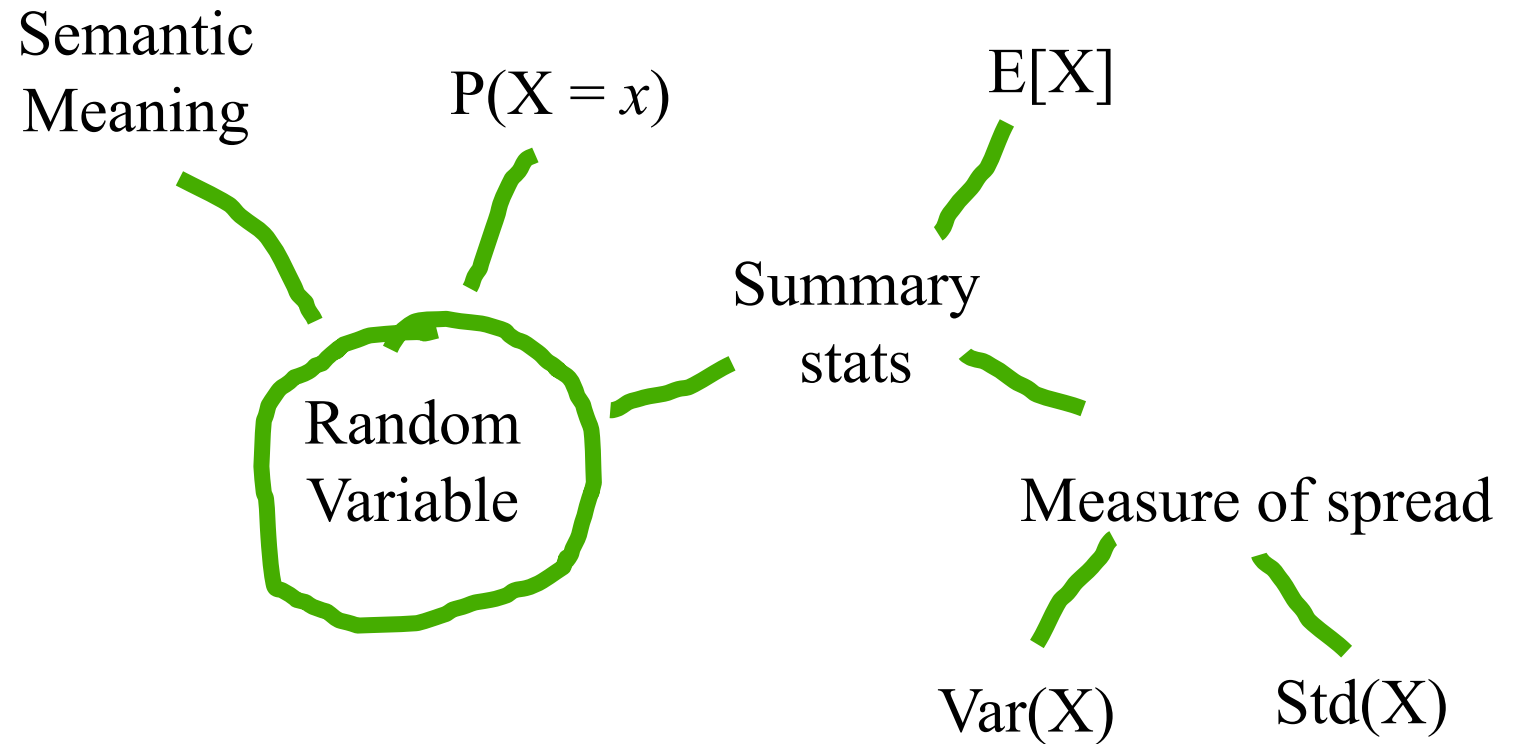 Semantic
Meaning
P(X = x)
E[X]
Summary
stats
Random
Variable
Measure of spread
Var(X)
Std(X)